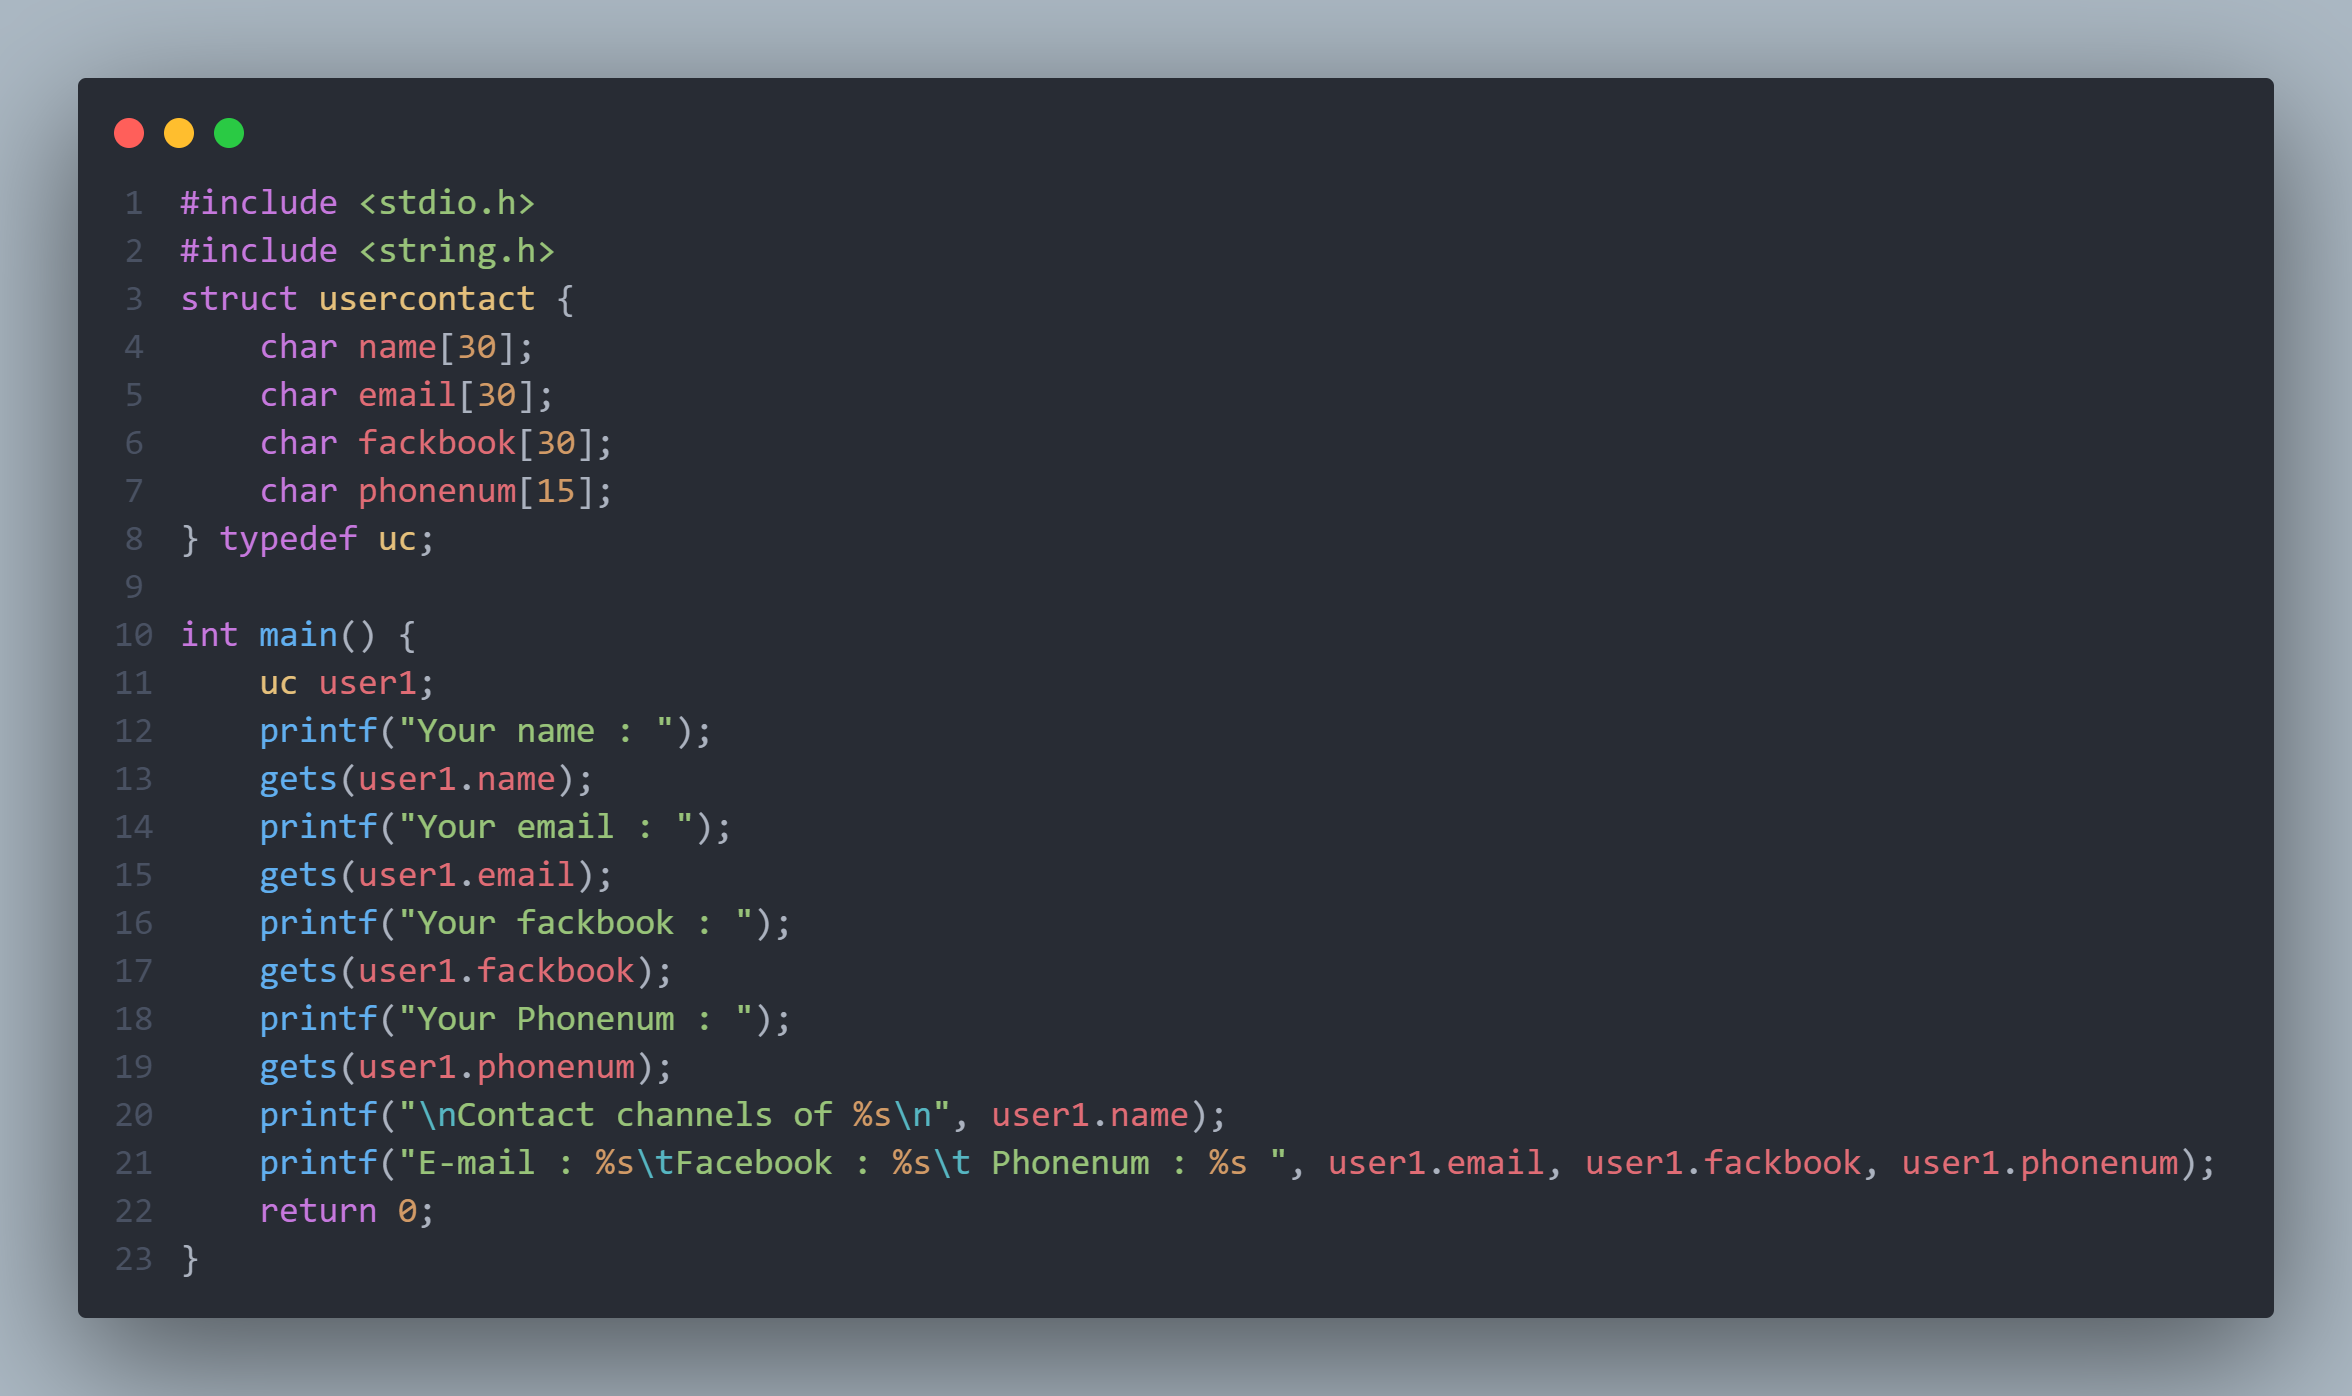 1 #include <stdio.h>
2 #include <string.h>
3 struct usercontact {
4     char name[30];
5     char email[30];
6     char fackbook[30];
7     char phonenum[15];
8 } typedef uc;
9
10 int main() {
11     uc user1;
12     printf("Your name : ");
13     gets(user1.name);
14     printf("Your email : ");
15     gets(user1.email);
16     printf("Your fackbook : ");
17     gets(user1.fackbook);
18     printf("Your Phonenum : ");
19     gets(user1.phonenum);
20     printf("\nContact channels of %s\n", user1.name);
21     printf("E-mail : %s\tFacebook : %s\t Phonenum : %s ", user1.email, user1.fackbook, user1.phonenum);
22     return 0;
23 }